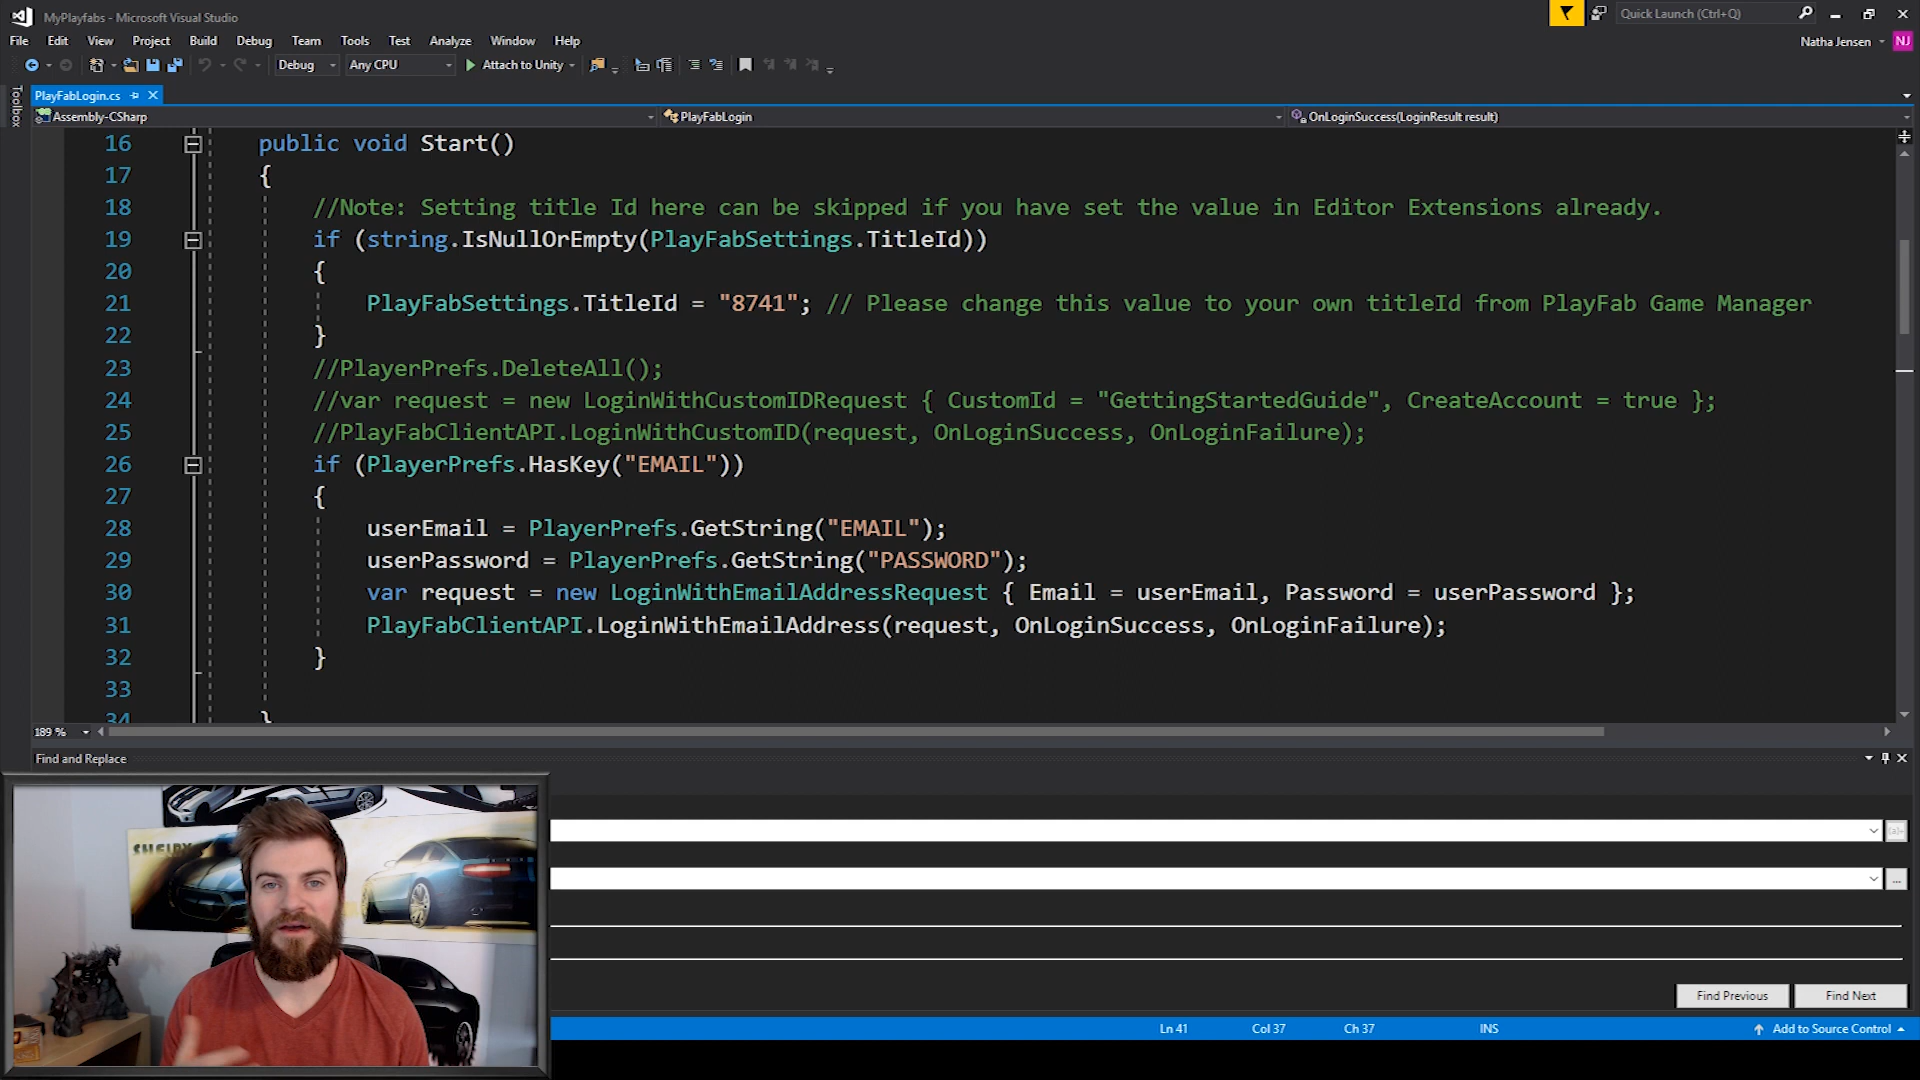 MyPlayfabs - Microsoft Visual Studio
Quick Launch (Ctrl+Q)
File Edit View Project Build Debug Team Tools Test Analyze Window Help
Natha Jensen NJ
Debug Any CPU Attach to Unity
Toolbox
PlayFabLogin.cs
Assembly-CSharp PlayFabLogin OnLoginSuccess(LoginResult result)
16 public void Start()
17 {
18 //Note: Setting title Id here can be skipped if you have set the value in Editor Extensions already.
19 if (string.IsNullOrEmpty(PlayFabSettings.TitleId))
20 {
21 PlayFabSettings.TitleId = "8741"; // Please change this value to your own titleId from PlayFab Game Manager
22 }
23 //PlayerPrefs.DeleteAll();
24 //var request = new LoginWithCustomIDRequest { CustomId = "GettingStartedGuide", CreateAccount = true };
25 //PlayFabClientAPI.LoginWithCustomID(request, OnLoginSuccess, OnLoginFailure);
26 if (PlayerPrefs.HasKey("EMAIL"))
27 {
28 userEmail = PlayerPrefs.GetString("EMAIL");
29 userPassword = PlayerPrefs.GetString("PASSWORD");
30 var request = new LoginWithEmailAddressRequest { Email = userEmail, Password = userPassword };
31 PlayFabClientAPI.LoginWithEmailAddress(request, OnLoginSuccess, OnLoginFailure);
32 }
33
34 }
189 %
Find and Replace
SHELBY
...
Find Previous Find Next
Ln 41 Col 37 Ch 37 INS Add to Source Control